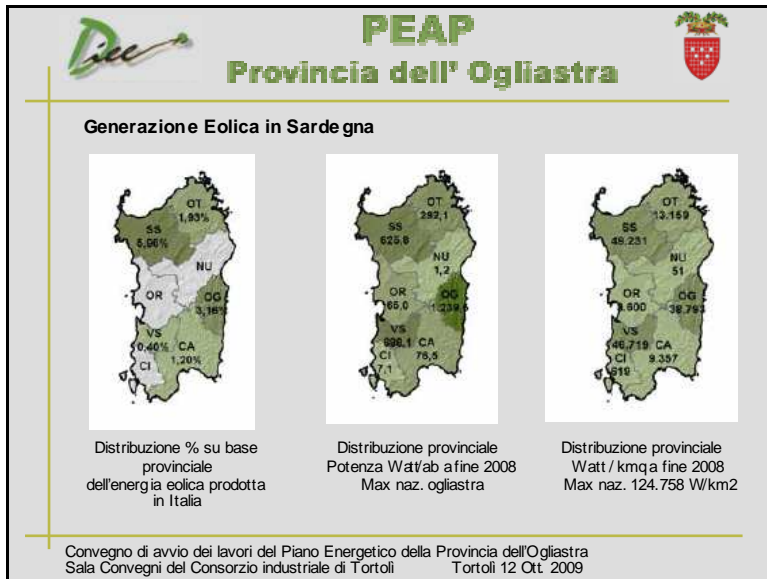 Dice
PEAP
Provincia dell' Ogliastra
Generazione Eolica in Sardegna
OT
1,93%
SS
5,96%
NU
OR
OG
3,16%
VS
0,40%
CA
1,20%
CI
OT
292,1
SS
625,8
NU
1,2
OR
65,0
OG
1.239,5
VS
CA
76,5
CI
7,1
OT
13.159
SS
49.231
NU
51
OR
OG
38.793
VS
46.719
CA
9.357
CI
619
Distribuzione % su base
provinciale
dell'energia eolica prodotta
in Italia
Distribuzione provinciale
Potenza Watt/ab a fine 2008
Max naz. ogliastra
Distribuzione provinciale
Watt / kmq a fine 2008
Max naz. 124.758 W/km2
Convegno di avvio dei lavori del Piano Energetico della Provincia dell'Ogliastra
Sala Convegni del Consorzio industriale di Tortolì Tortolì 12 Ott. 2009